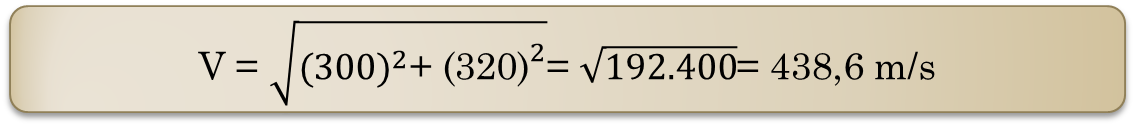 V = √(300)²+ (320)²= √192.400= 438,6 m/s